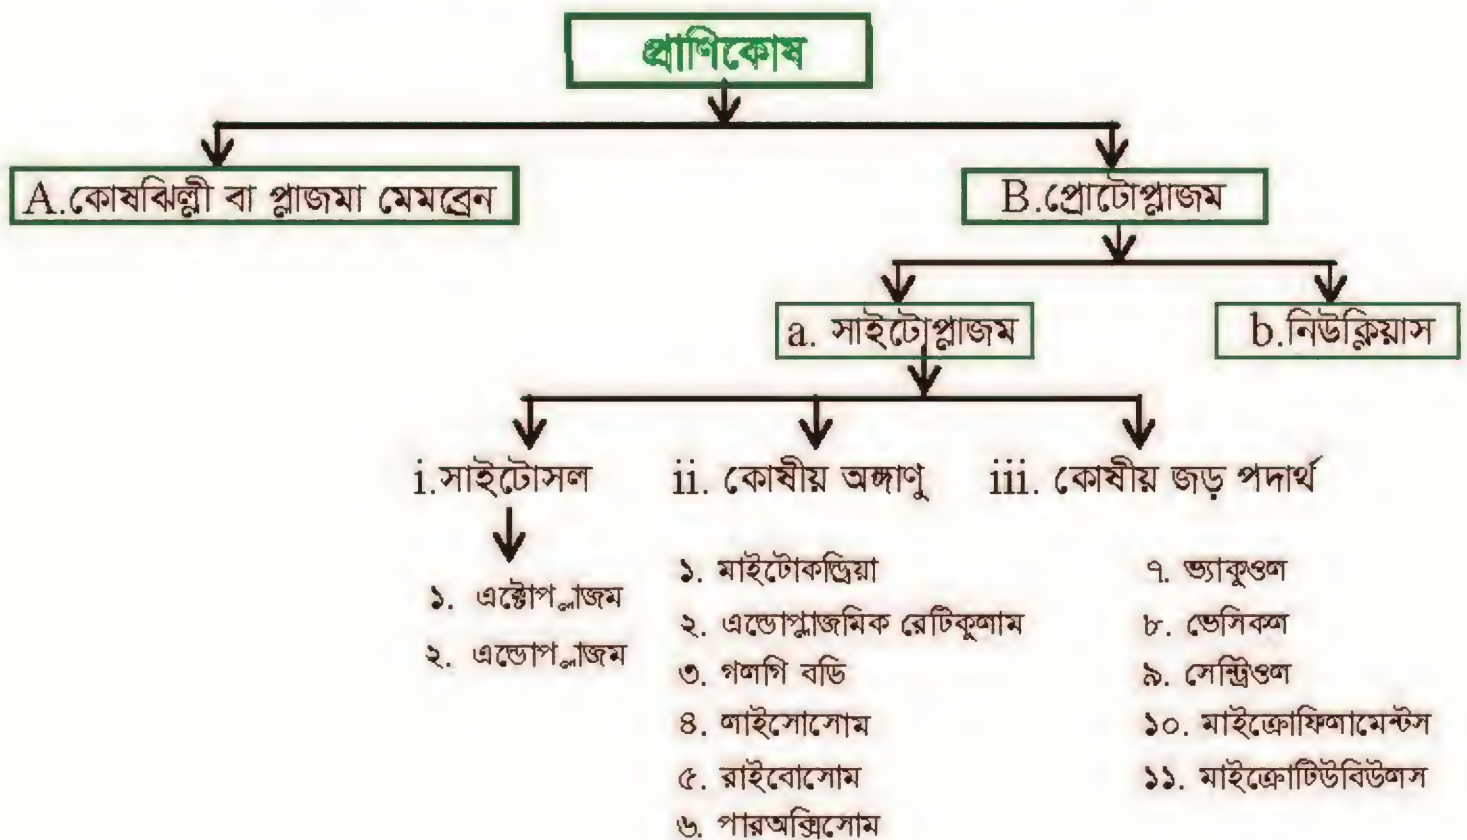 প্রাণিকোষ
A.কোষঝিল্লী বা প্লাজমা মেমব্রেন
B.প্রোটোপ্লাজম
a. সাইটোপ্লাজম
b.নিউক্লিয়াস
i.সাইটোসল
ii. কোষীয় অঙ্গাণু
iii. কোষীয় জড় পদার্থ
১. এক্টোপ্লাজম
২. এন্ডোপ্লাজম
১. মাইটোকন্ড্রিয়া
২. এন্ডোপ্লাজমিক রেটিকুলাম
৩. গলগি বডি
৪. লাইসোসোম
৫. রাইবোসোম
৬. পারঅক্সিসোম
৭. ভ্যাকুওল
৮. ভেসিকল
৯. সেন্ট্রিওল
১০. মাইক্রোফিলামেন্টস
১১. মাইক্রোটিউবিউলস